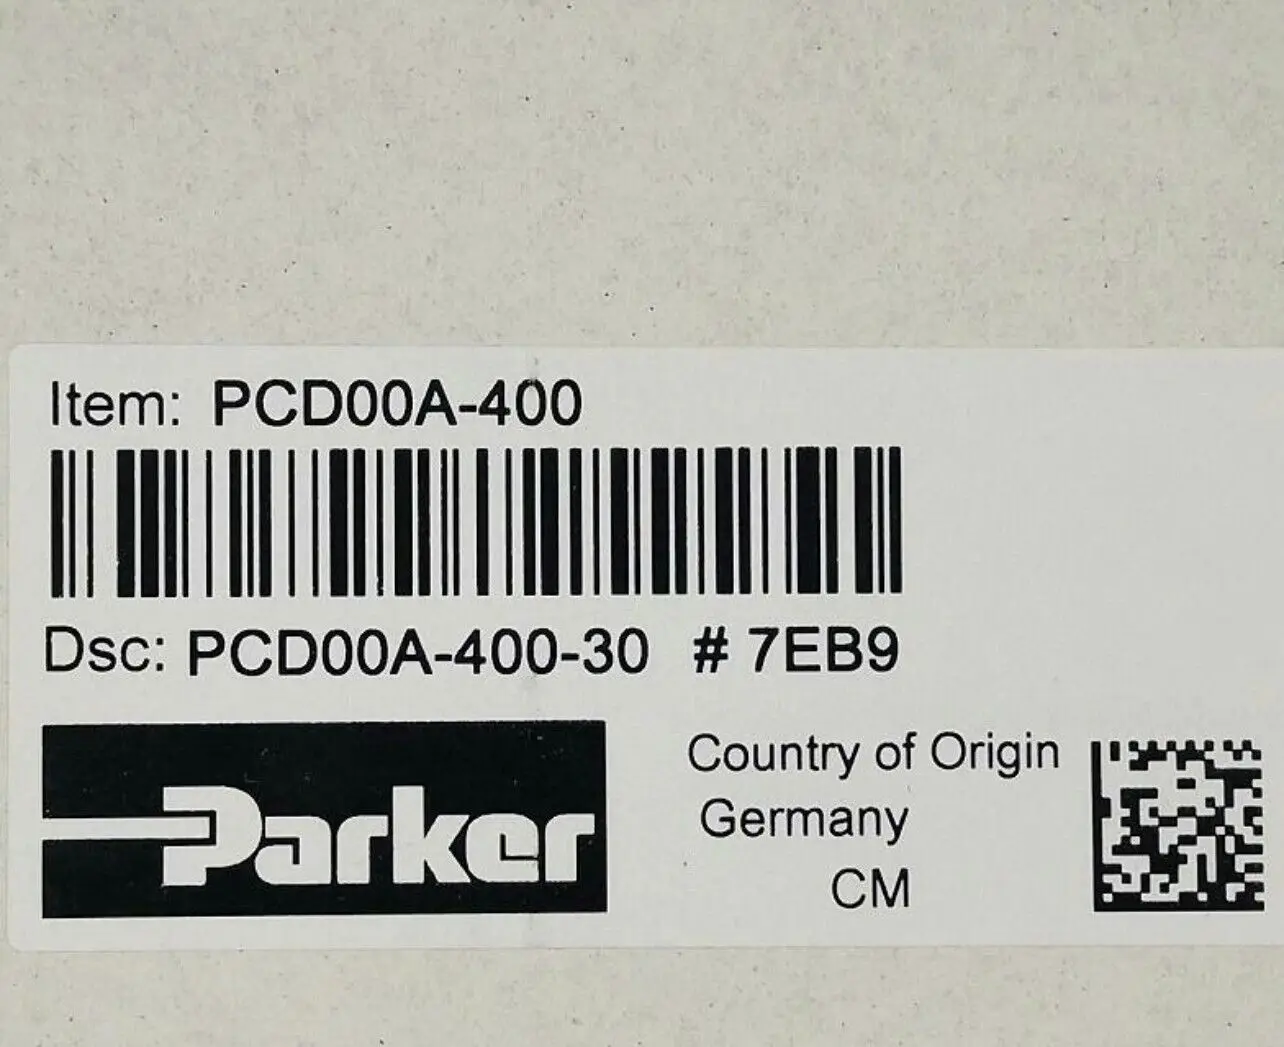 Item: PCD00A-400
Dsc: PCD00A-400-30 # 7EB9
Parker
Country of Origin
Germany
CM